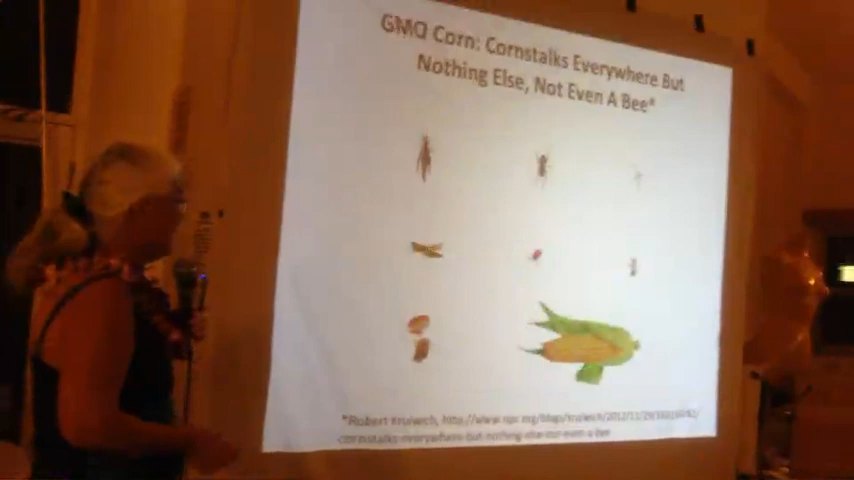 GMO Corn: Cornstalks Everywhere But
Nothing Else, Not Even A Bee*
*Robert Krulwich, http://www.npr.org/blogs/krulwich/2012/11/29/
cornstalks-everywhere-but-nothing-else-not-even-a-bee